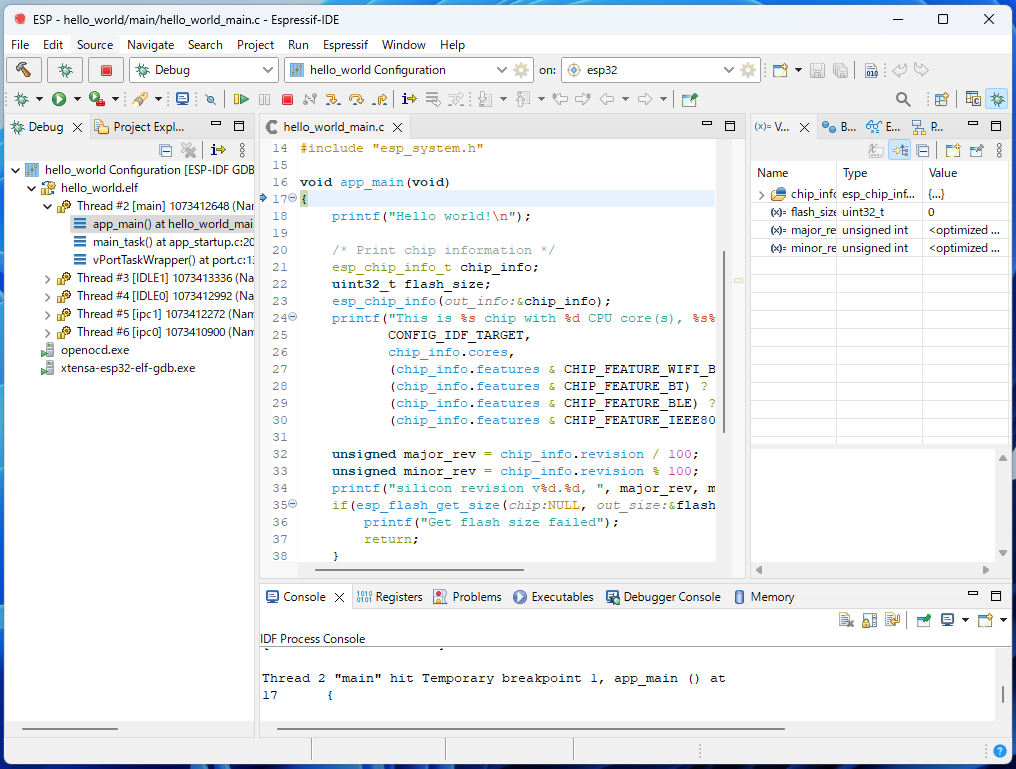 ESP - hello_world/main/hello_world_main.c - Espressif-IDE
File Edit Source Navigate Search Project Run Espressif Window Help
Debug hello_world Configuration on: esp32
010
Debug Project Expl...
hello_world Configuration [ESP-IDF GDB
hello_world.elf
Thread #2 [main] 1073412648 (Nar
app_main() at hello_world_mai
main_task() at app_startup.c:20
vPortTaskWrapper() at port.c:13
Thread #3 [IDLE1] 1073413336 (Na
Thread #4 [IDLE0] 1073412992 (Na
Thread #5 [ipc1] 1073412272 (Nam
Thread #6 [ipc0] 1073410900 (Nam
openocd.exe
xtensa-esp32-elf-gdb.exe
hello_world_main.c
14 #include "esp_system.h"
15
16 void app_main(void)
17 {
18 printf("Hello world!\n");
19
20 /* Print chip information */
21 esp_chip_info_t chip_info;
22 uint32_t flash_size;
23 esp_chip_info(out_info:&chip_info);
24 printf("This is %s chip with %d CPU core(s), %s%
25 CONFIG_IDF_TARGET,
26 chip_info.cores,
27 (chip_info.features & CHIP_FEATURE_WIFI_B
28 (chip_info.features & CHIP_FEATURE_BT) ?
29 (chip_info.features & CHIP_FEATURE_BLE) ?
30 (chip_info.features & CHIP_FEATURE_IEEE80
31
32 unsigned major_rev = chip_info.revision / 100;
33 unsigned minor_rev = chip_info.revision % 100;
34 printf("silicon revision v%d.%d, ", major_rev, m
35 if(esp_flash_get_size(chip:NULL, out_size:&flash
36 printf("Get flash size failed");
37 return;
38 }
(x)= V... B... E... R...
Name Type Value
chip_info esp_chip_inf... {...}
(x)= flash_size uint32_t 0
(x)= major_re unsigned int <optimized ...
(x)= minor_re unsigned int <optimized ...
Console Registers Problems Executables Debugger Console Memory
IDF Process Console
Thread 2 "main" hit Temporary breakpoint 1, app_main () at
17 {